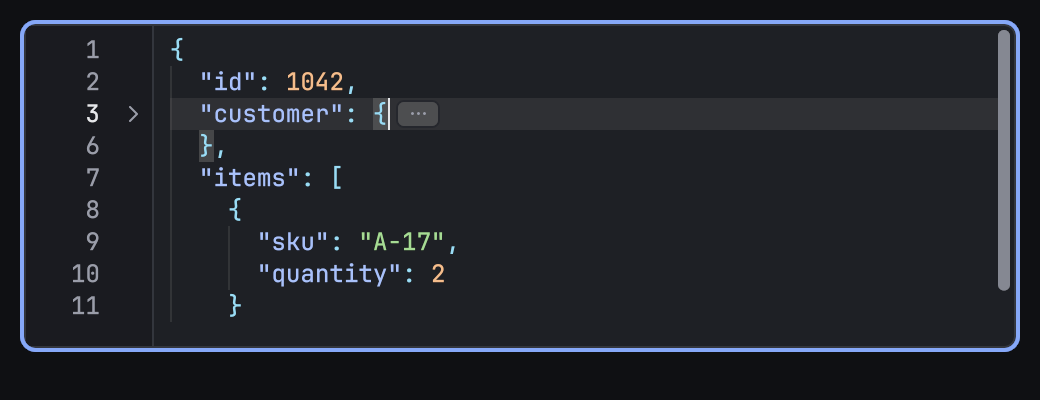 1 {
2   "id": 1042,
3   "customer": { ⋯
6   },
7   "items": [
8     {
9       "sku": "A-17",
10       "quantity": 2
11     }